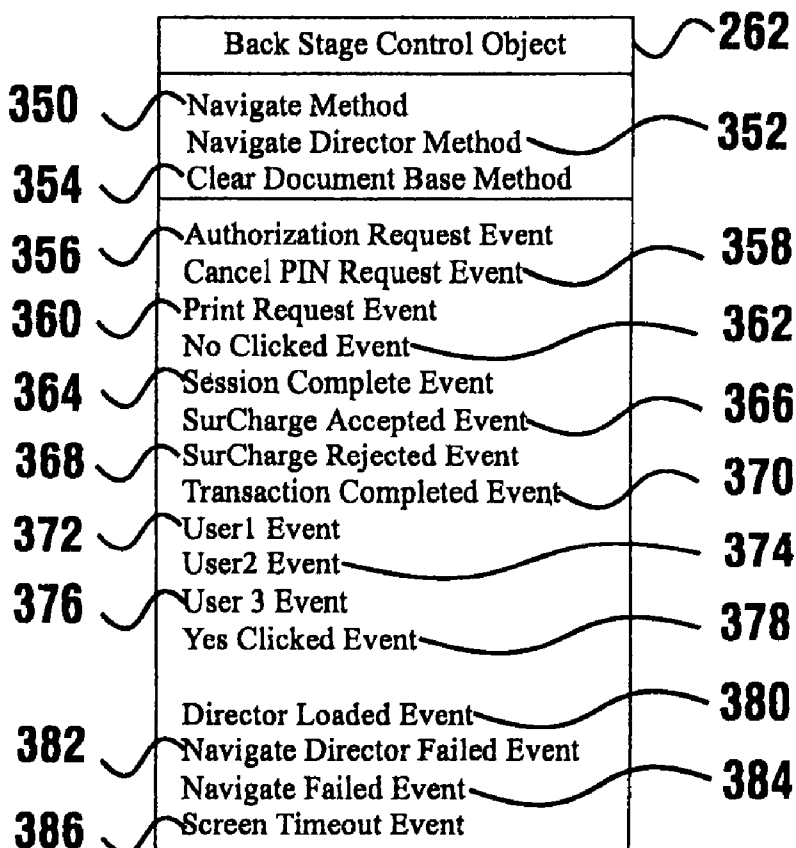 Back Stage Control Object 262
350 Navigate Method
Navigate Director Method 352
354 Clear Document Base Method
356 Authorization Request Event
Cancel PIN Request Event 358
360 Print Request Event
No Clicked Event 362
364 Session Complete Event
SurCharge Accepted Event 366
368 SurCharge Rejected Event
Transaction Completed Event 370
372 User1 Event
User2 Event 374
376 User 3 Event
Yes Clicked Event 378
Director Loaded Event 380
382 Navigate Director Failed Event
Navigate Failed Event 384
386 Screen Timeout Event